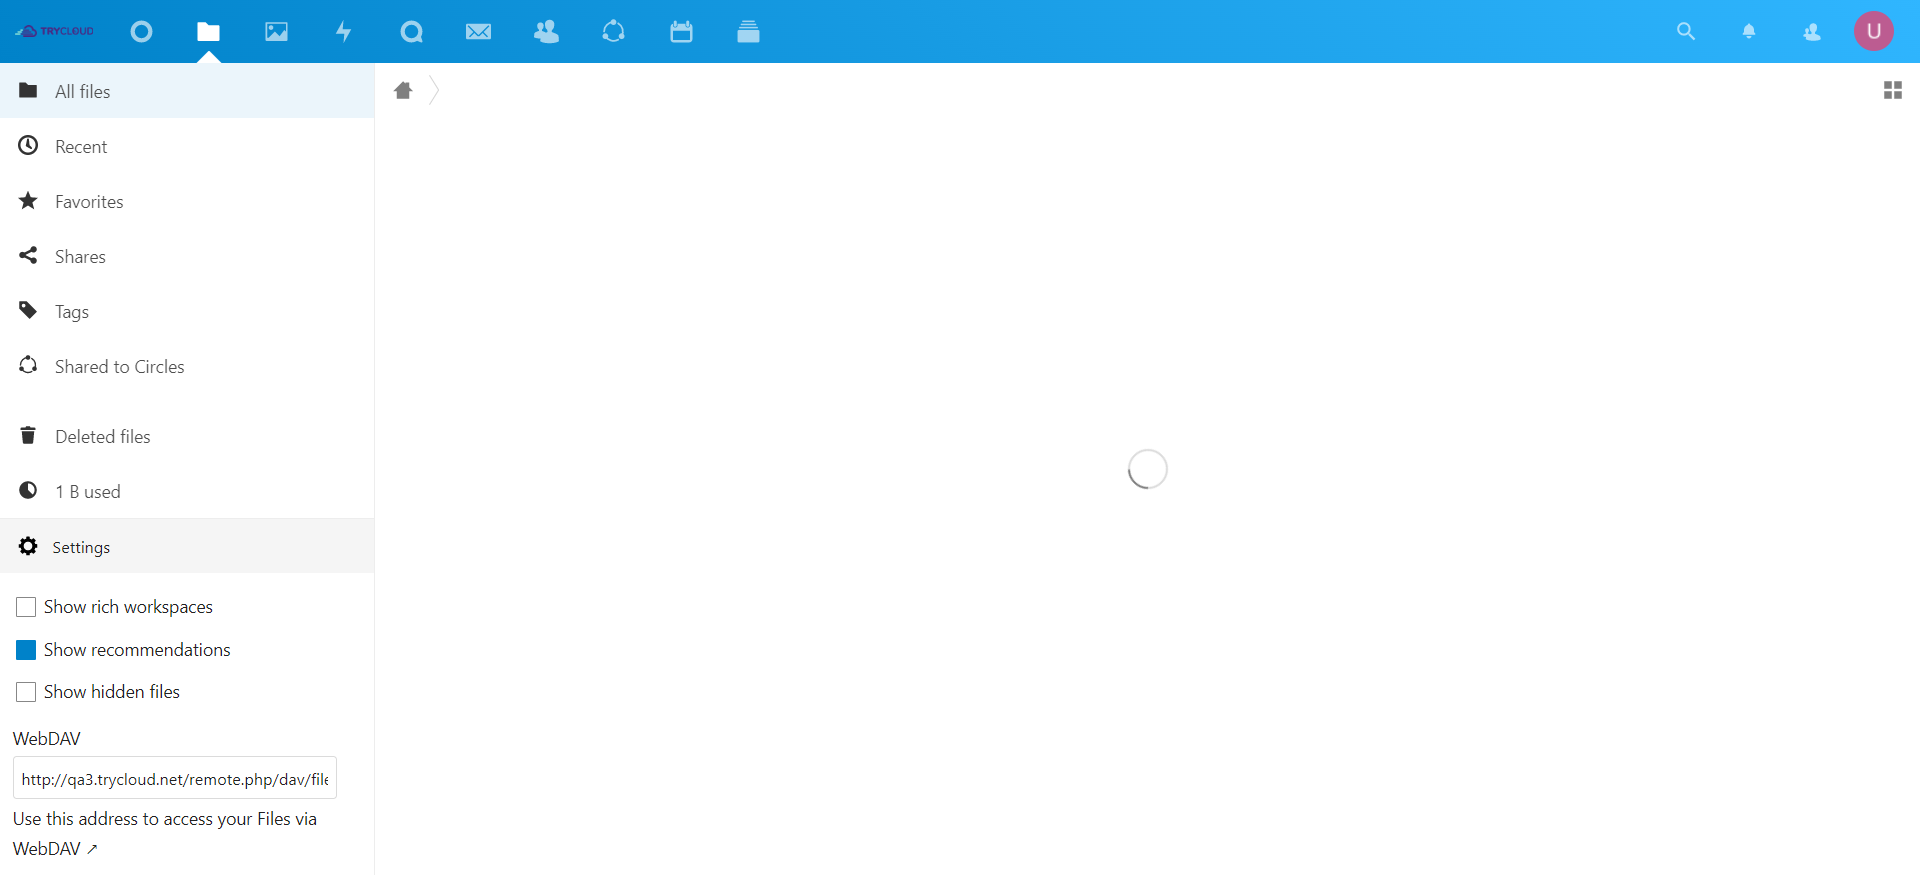 TRYCLOUD
U
All files
Recent
Favorites
Shares
Tags
Shared to Circles
Deleted files
1 B used
Settings
Show rich workspaces
Show recommendations
Show hidden files
WebDAV
http://qa3.trycloud.net/remote.php/dav/file
Use this address to access your Files via
WebDAV ↗